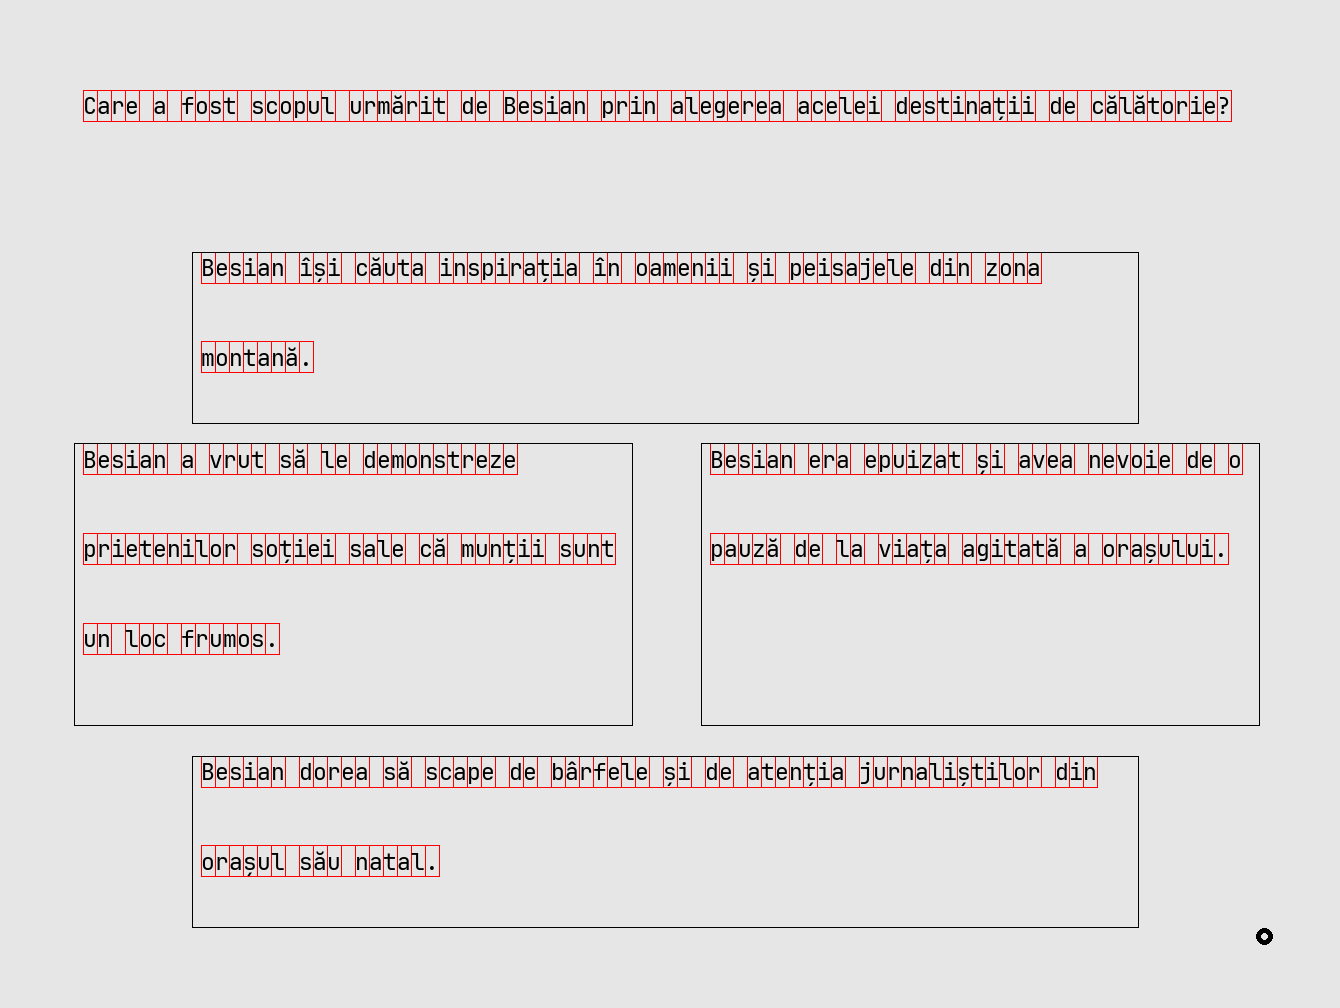 Care a fost scopul urmărit de Besian prin alegerea acelei destinații de călătorie?
Besian își căuta inspirația în oamenii și peisajele din zona
montană.
Besian a vrut să le demonstreze
prietenilor soției sale că munții sunt
un loc frumos.
Besian era epuizat și avea nevoie de o
pauză de la viața agitată a orașului.
Besian dorea să scape de bârfele și de atenția jurnaliștilor din
orașul său natal.